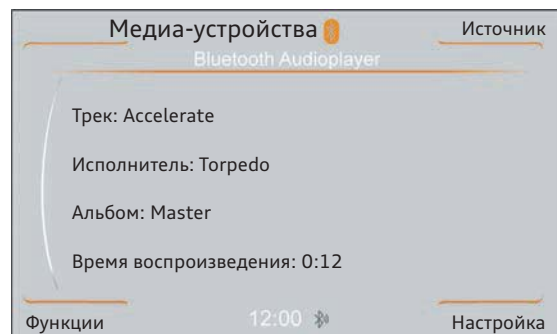 Медиа-устройства
Источник
Bluetooth Audioplayer
Трек: Accelerate
Исполнитель: Torpedo
Альбом: Master
Время воспроизведения: 0:12
Функции
12:00
Настройка